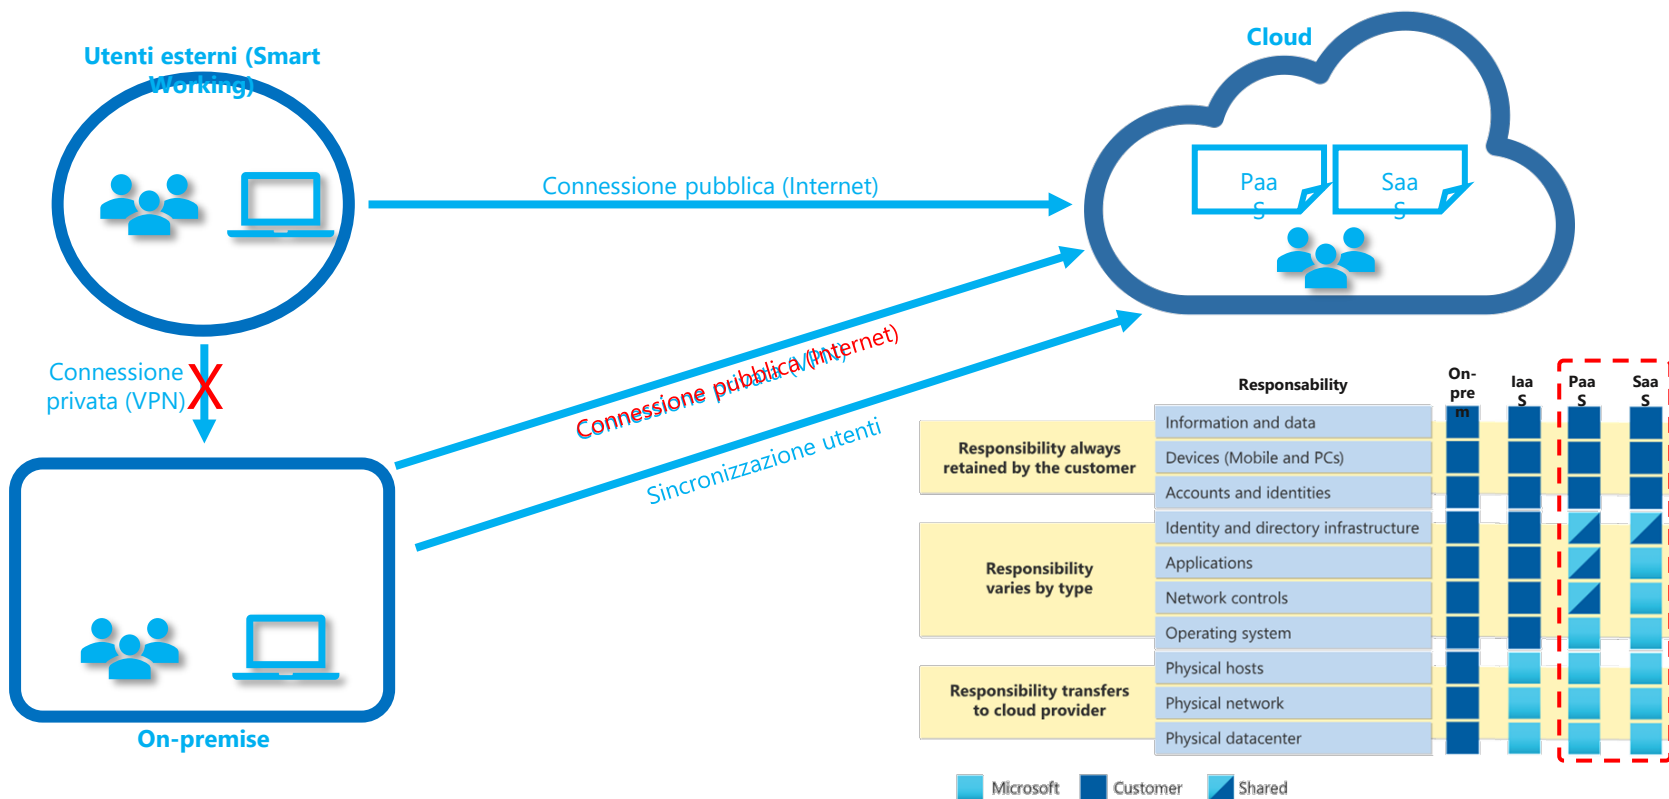 Utenti esterni (Smart
Working)
Cloud
Connessione pubblica (Internet)
Paa
S
Saa
S
Connessione
privata (VPN)
X
Connessione pubblica (Internet)
Connessione privata (VPN)
Sincronizzazione utenti
On-premise
Responsability
On-
pre
m
Iaa
S
Paa
S
Saa
S
Responsibility always
retained by the customer
Information and data
Devices (Mobile and PCs)
Accounts and identities
Responsibility
varies by type
Identity and directory infrastructure
Applications
Network controls
Operating system
Responsibility transfers
to cloud provider
Physical hosts
Physical network
Physical datacenter
Microsoft
Customer
Shared